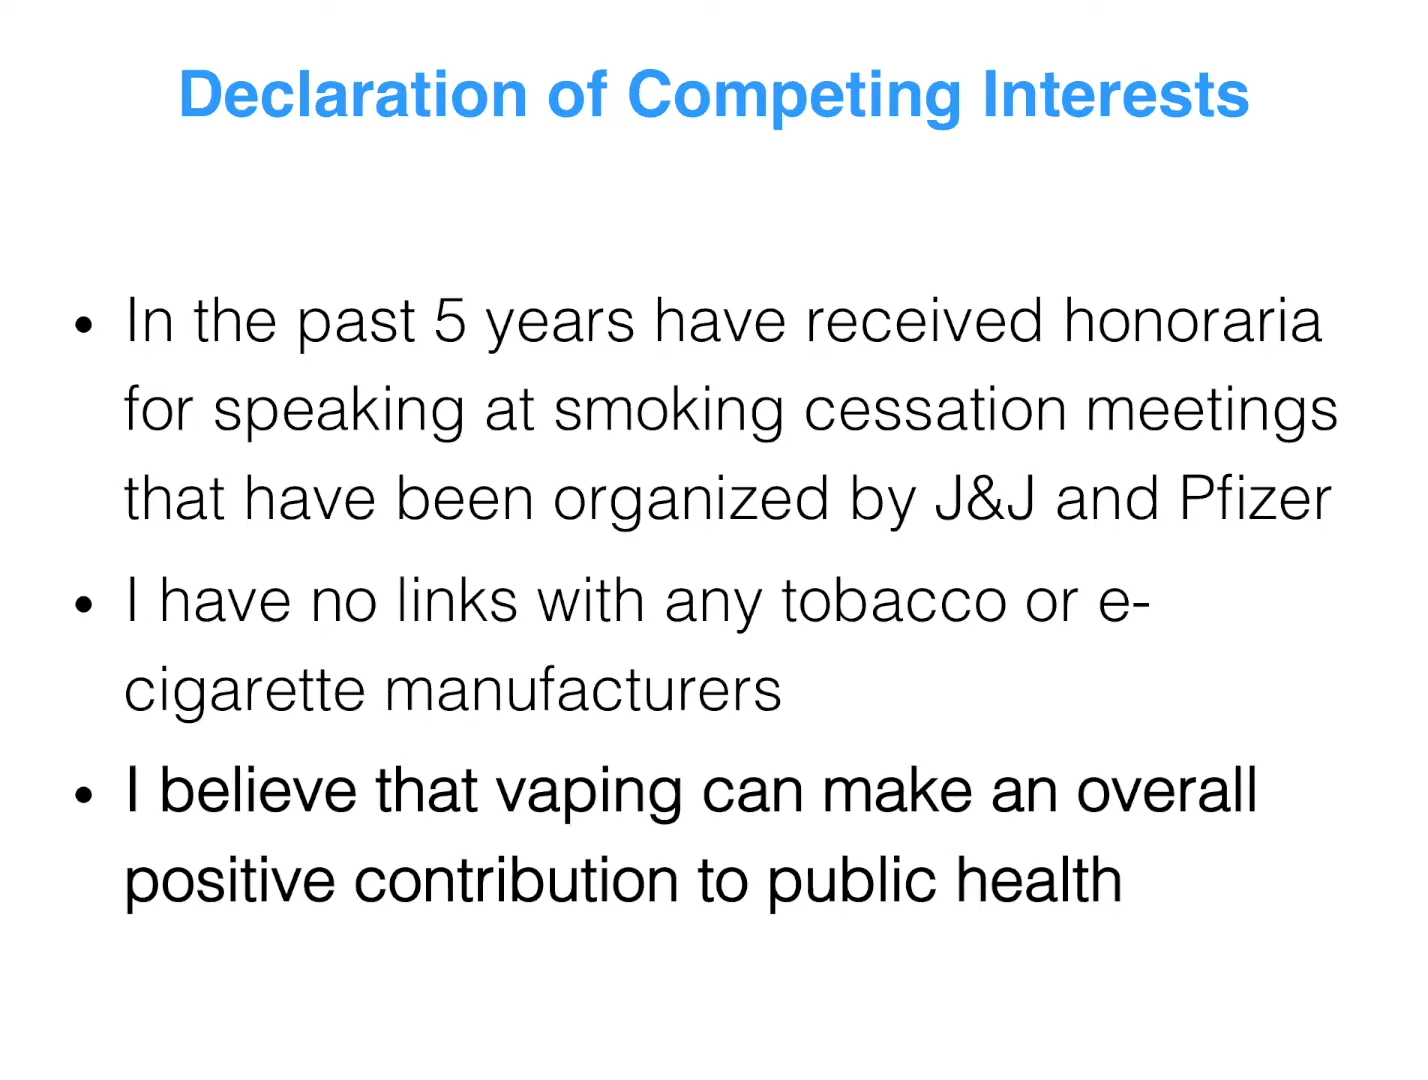 Declaration of Competing Interests
• In the past 5 years have received honoraria
for speaking at smoking cessation meetings
that have been organized by J&J and Pfizer
• I have no links with any tobacco or e-
cigarette manufacturers
• I believe that vaping can make an overall
positive contribution to public health